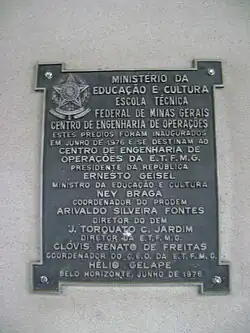 MINISTÉRIO DA
EDUCAÇÃO E CULTURA
ESCOLA TÉCNICA
FEDERAL DE MINAS GERAIS
CENTRO DE ENGENHARIA DE OPERAÇÕES
ESTES PRÉDIOS FORAM INAUGURADOS
EM JUNHO DE 1976 E SE DESTINAM AO
CENTRO DE ENGENHARIA DE
OPERAÇÕES DA E.T.F.M.G.
PRESIDENTE DA REPÚBLICA
ERNESTO GEISEL
MINISTRO DA EDUCAÇÃO E CULTURA
NEY BRAGA
COORDENADOR DO PRODEM
ARIVALDO SILVEIRA FONTES
DIRETOR DO DEM
J. TORQUATO C. JARDIM
DIRETOR DA E.T.F.M.G.
CLÓVIS RENATO DE FREITAS
COORDENADOR DO C.E.O. DA E.T.F.M.G.
HÉLIO GELAPE
BELO HORIZONTE, JUNHO DE 1976